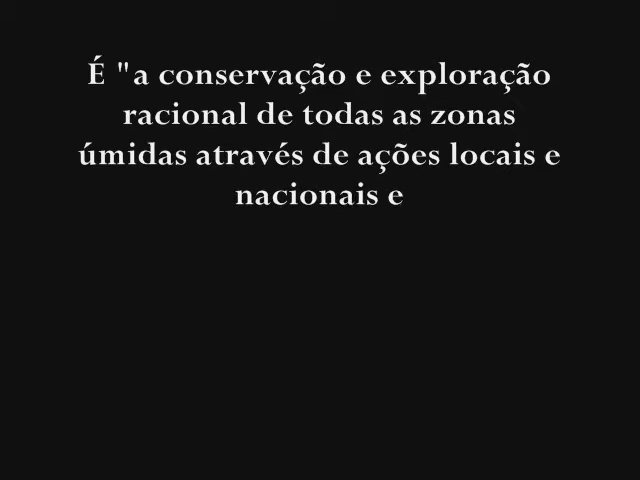 É "a conservação e exploração
racional de todas as zonas
úmidas através de ações locais e
nacionais e